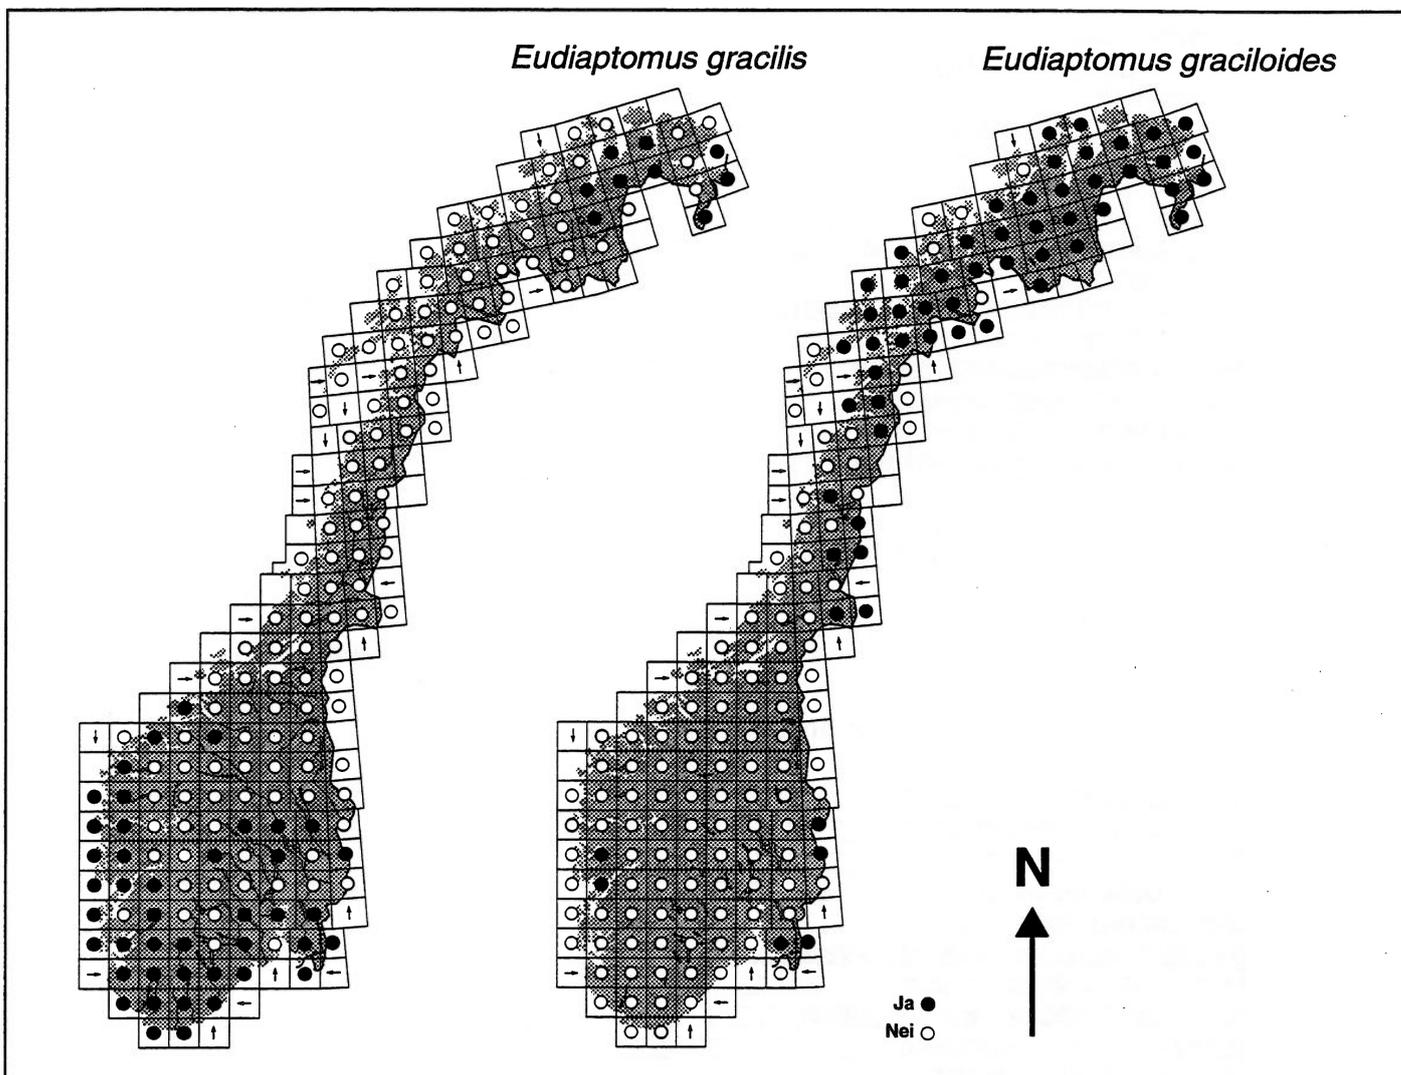 Eudiaptomus gracilis
Eudiaptomus graciloides
N
Ja
Nei